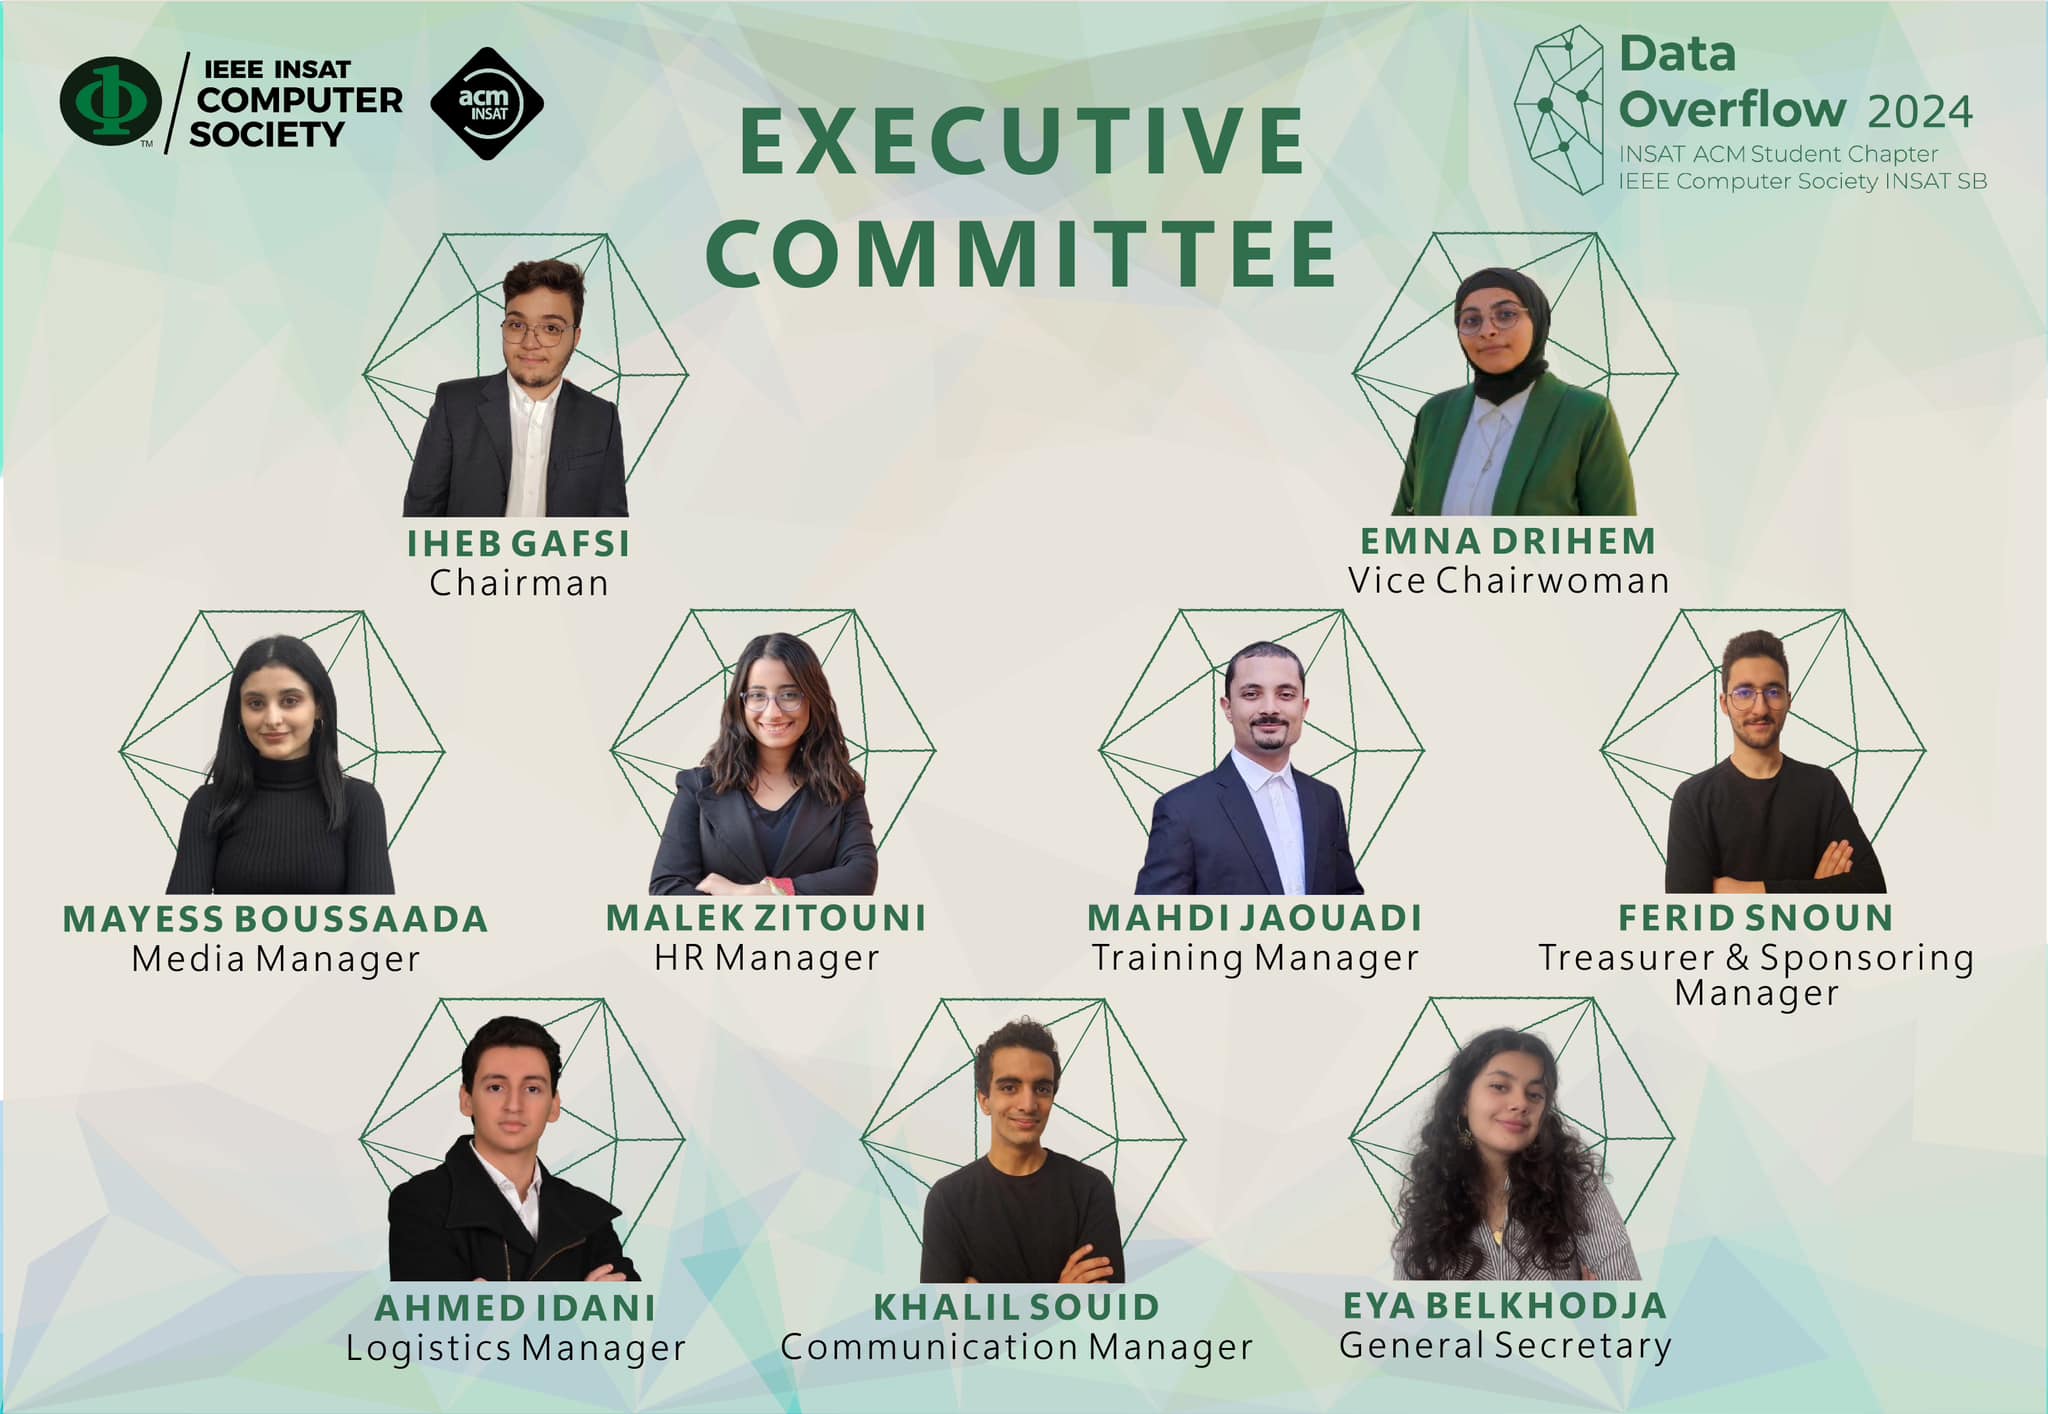 IEEE INSAT
COMPUTER
SOCIETY
TM
acm
INSAT
Data
Overflow 2024
INSAT ACM Student Chapter
IEEE Computer Society INSAT SB
EXECUTIVE
COMMITTEE
IHEB GAFSI
Chairman
EMNA DRIHEM
Vice Chairwoman
MAYESS BOUSSAADA
Media Manager
MALEK ZITOUNI
HR Manager
MAHDI JAOUADI
Training Manager
FERID SNOUN
Treasurer & Sponsoring
Manager
AHMED IDANI
Logistics Manager
KHALIL SOUID
Communication Manager
EYA BELKHODJA
General Secretary